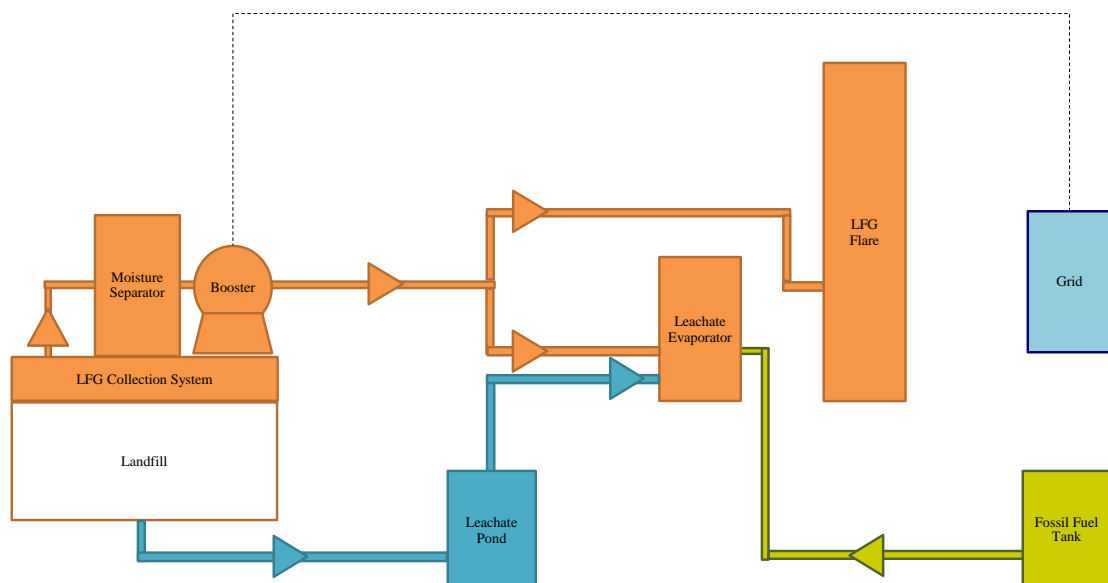 LFG
Flare
Moisture
Separator
Booster
Grid
Leachate
Evaporator
LFG Collection System
Landfill
Leachate
Pond
Fossil Fuel
Tank